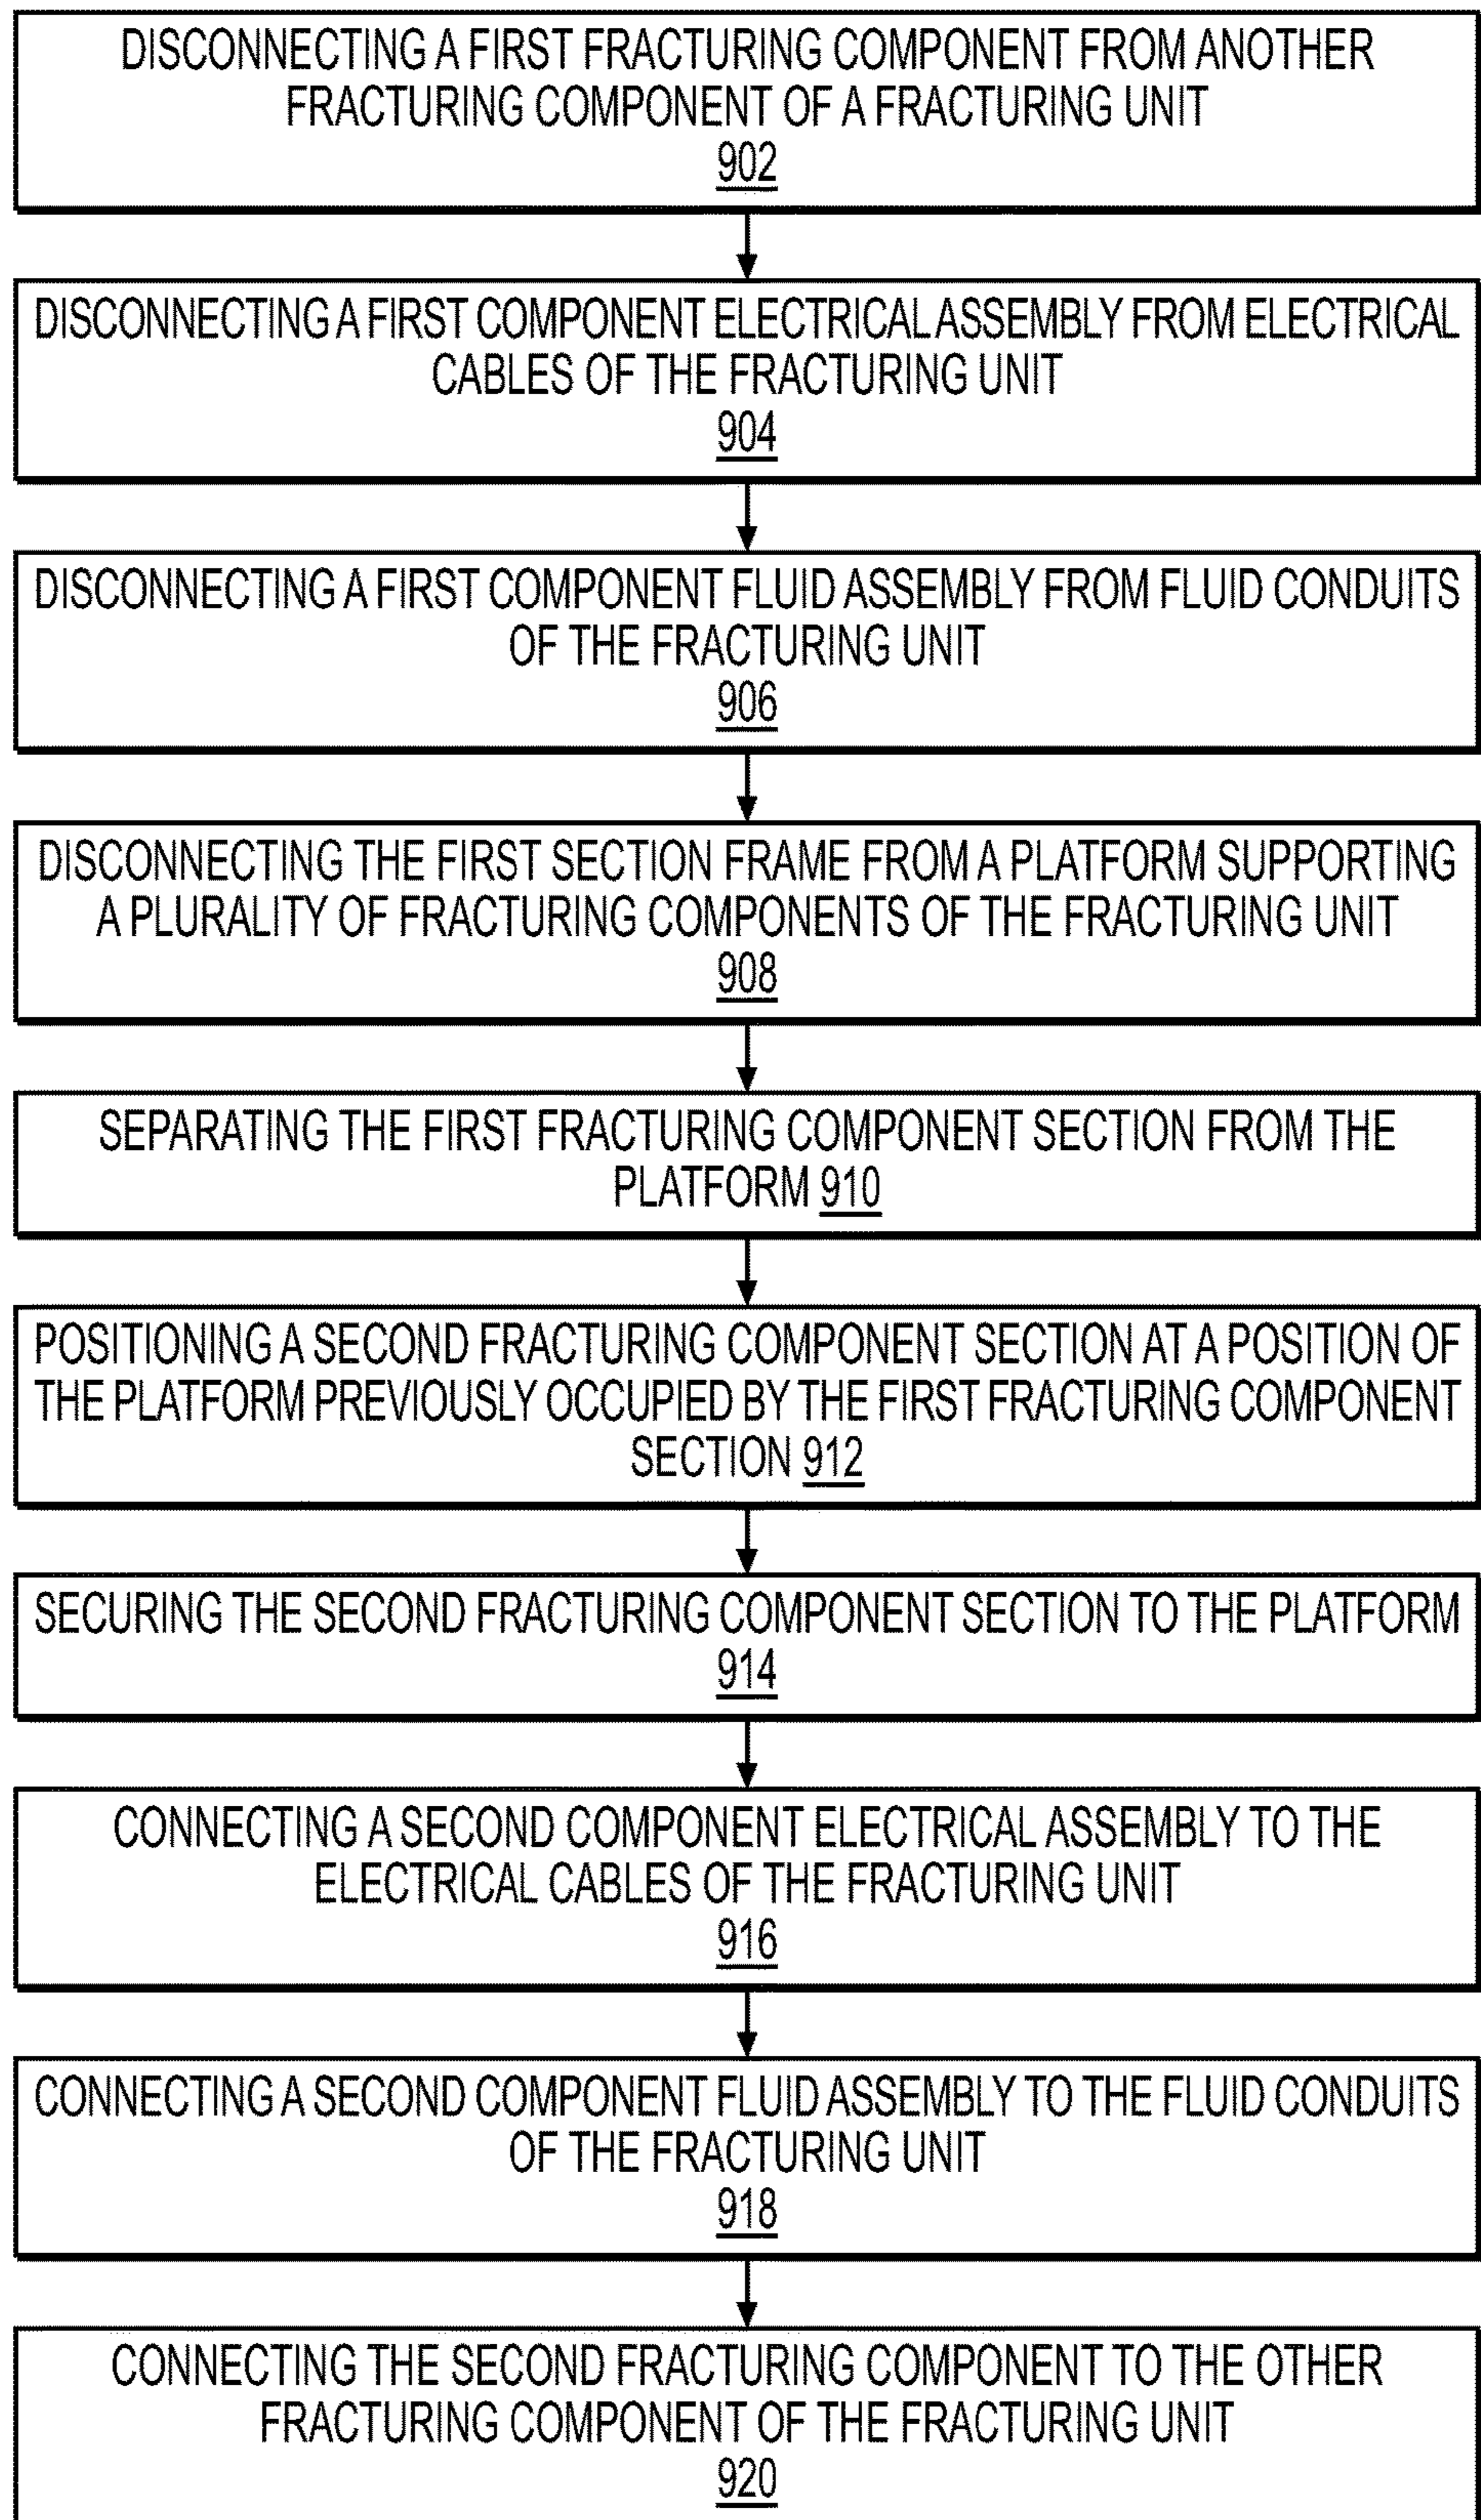 DISCONNECTING A FIRST FRACTURING COMPONENT FROM ANOTHER
FRACTURING COMPONENT OF A FRACTURING UNIT
902
DISCONNECTING A FIRST COMPONENT ELECTRICAL ASSEMBLY FROM ELECTRICAL
CABLES OF THE FRACTURING UNIT
904
DISCONNECTING A FIRST COMPONENT FLUID ASSEMBLY FROM FLUID CONDUITS
OF THE FRACTURING UNIT
906
DISCONNECTING THE FIRST SECTION FRAME FROM A PLATFORM SUPPORTING
A PLURALITY OF FRACTURING COMPONENTS OF THE FRACTURING UNIT
908
SEPARATING THE FIRST FRACTURING COMPONENT SECTION FROM THE
PLATFORM 910
POSITIONING A SECOND FRACTURING COMPONENT SECTION AT A POSITION OF
THE PLATFORM PREVIOUSLY OCCUPIED BY THE FIRST FRACTURING COMPONENT
SECTION 912
SECURING THE SECOND FRACTURING COMPONENT SECTION TO THE PLATFORM
914
CONNECTING A SECOND COMPONENT ELECTRICAL ASSEMBLY TO THE
ELECTRICAL CABLES OF THE FRACTURING UNIT
916
CONNECTING A SECOND COMPONENT FLUID ASSEMBLY TO THE FLUID CONDUITS
OF THE FRACTURING UNIT
918
CONNECTING THE SECOND FRACTURING COMPONENT TO THE OTHER
FRACTURING COMPONENT OF THE FRACTURING UNIT
920